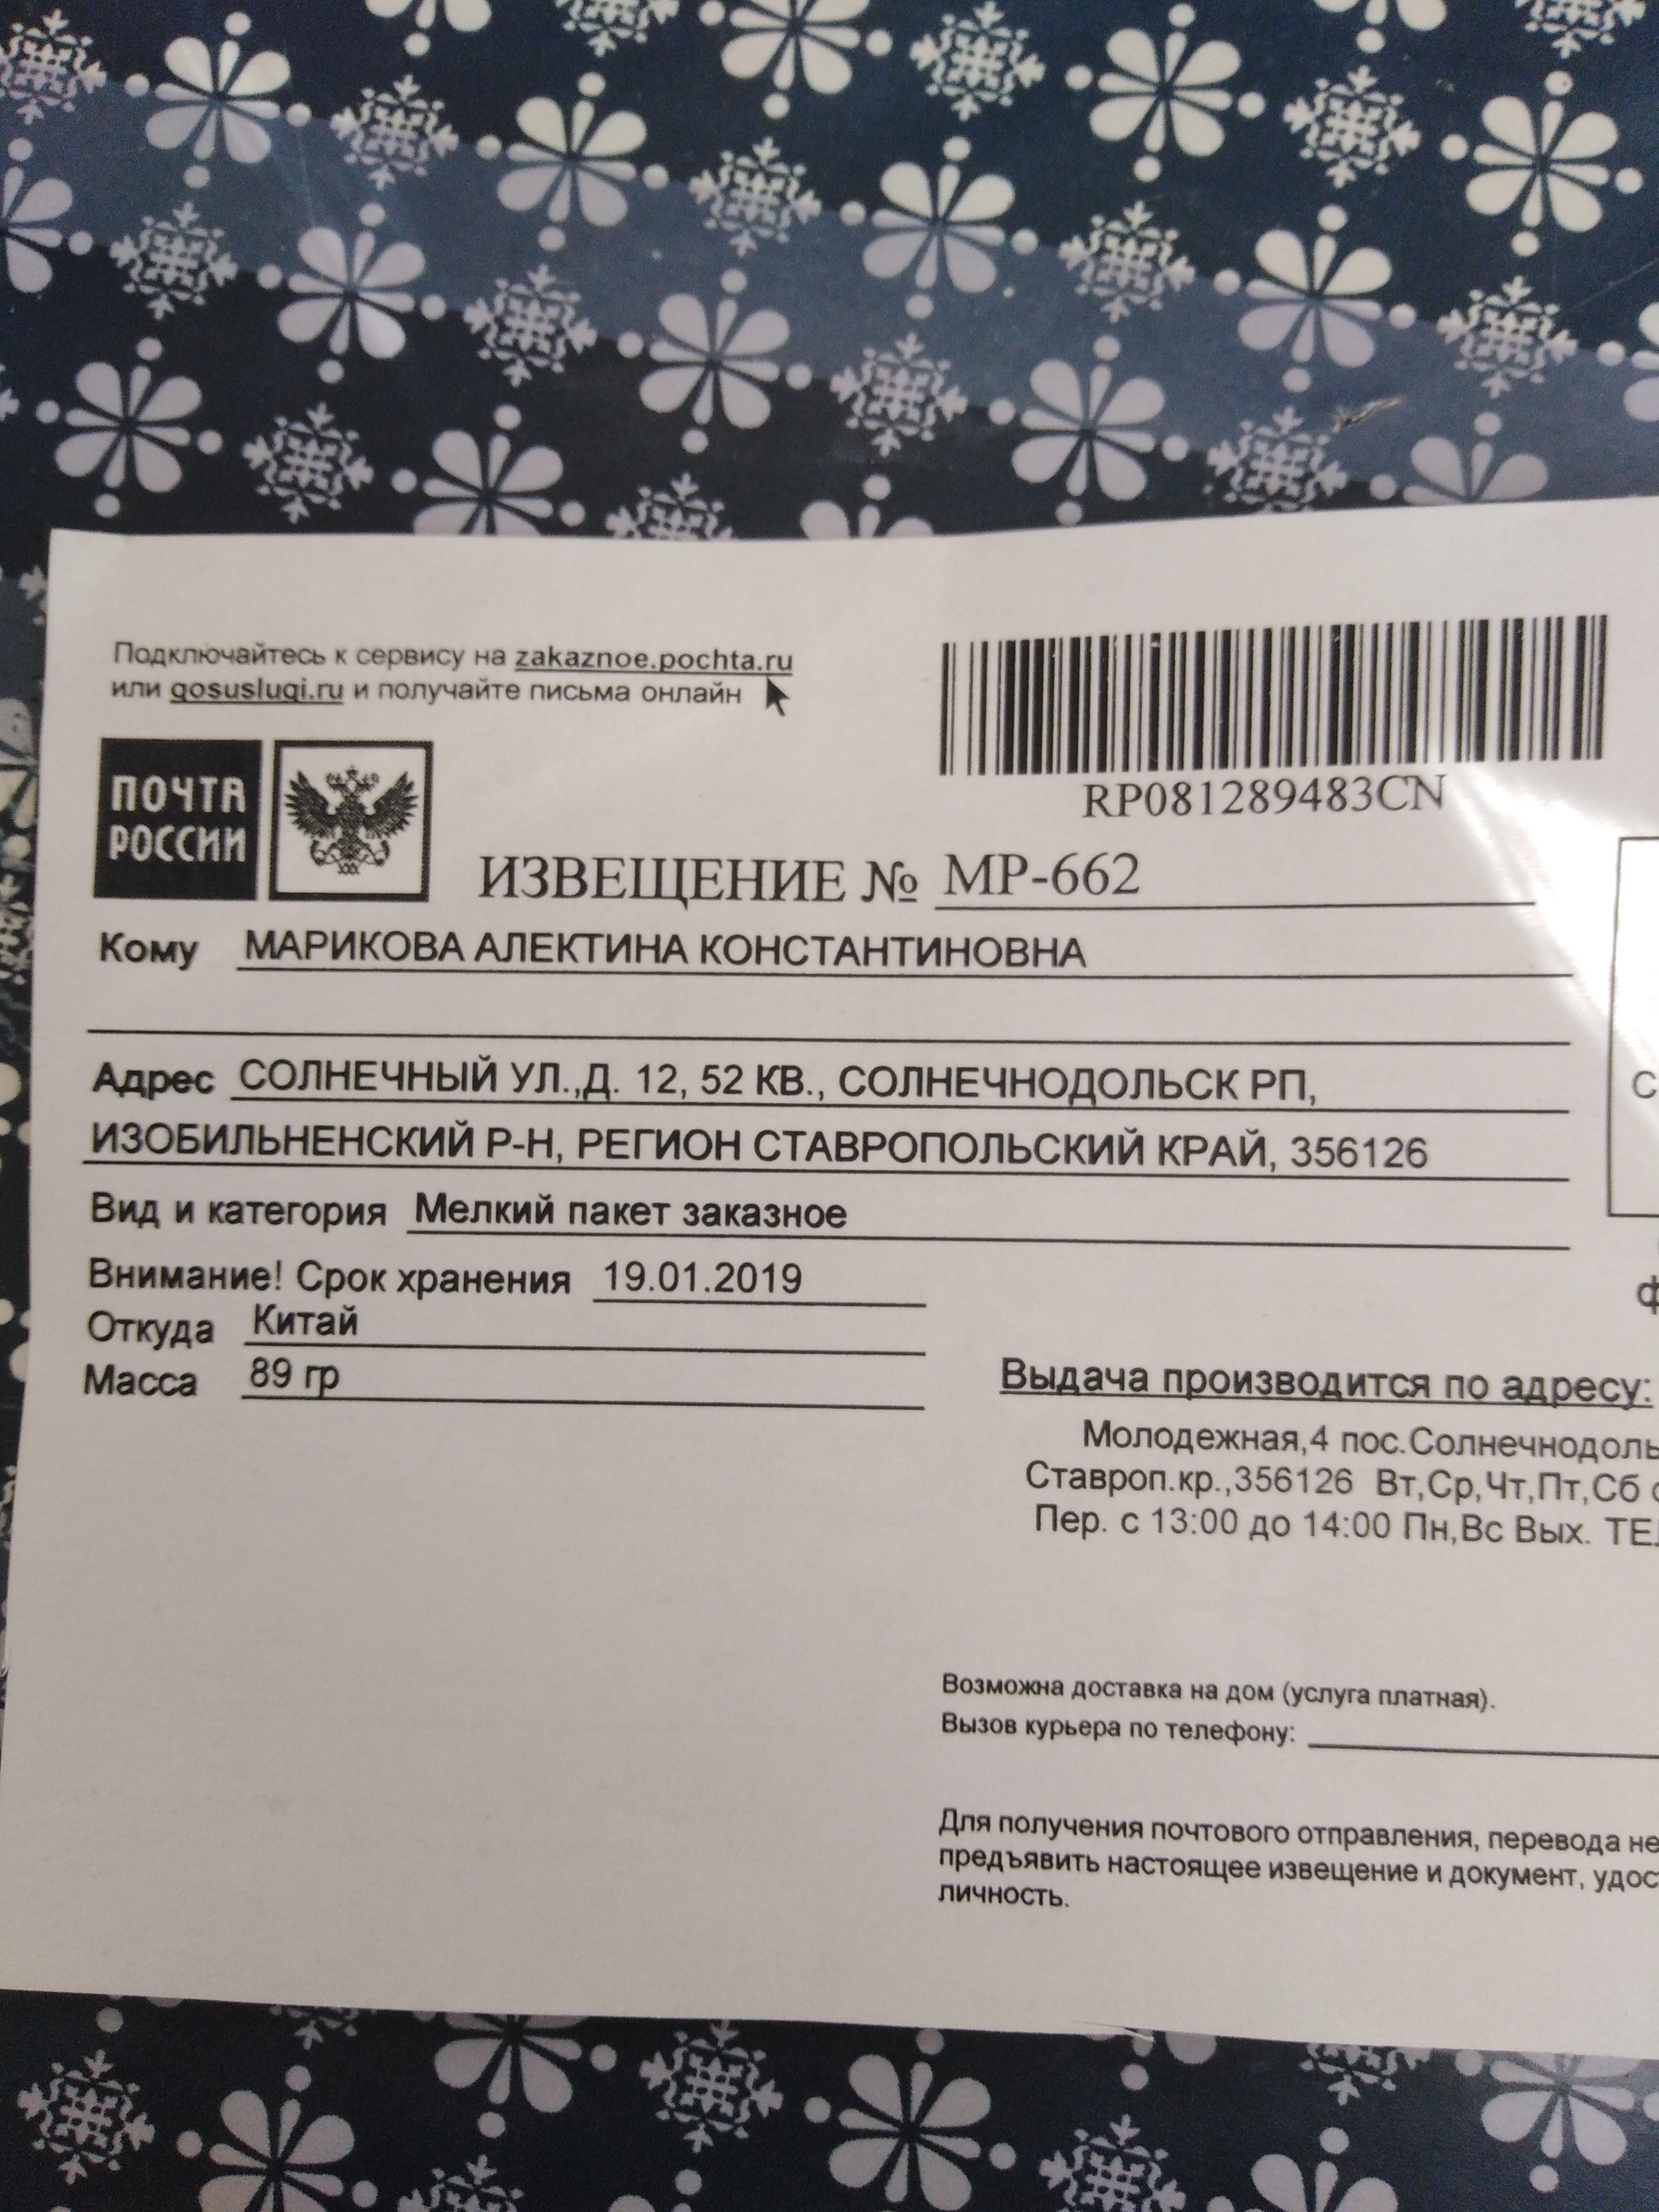 Подключайтесь к сервису на zakaznoe.pochta.ru
или gosuslugi.ru и получайте письма онлайн
ПОЧТА
РОССИИ
RP081289483CN
ИЗВЕЩЕНИЕ № МР-662
Кому МАРИКОВА АЛЕКТИНА КОНСТАНТИНОВНА
Адрес СОЛНЕЧНЫЙ УЛ.,Д. 12, 52 КВ., СОЛНЕЧНОДОЛЬСК РП,
ИЗОБИЛЬНЕНСКИЙ Р-Н, РЕГИОН СТАВРОПОЛЬСКИЙ КРАЙ, 356126
Вид и категория Мелкий пакет заказное
Внимание! Срок хранения 19.01.2019
Откуда Китай
Масса 89 гр
Выдача производится по адресу:
Молодежная,4 пос.Солнечнодоль
Ставроп.кр.,356126 Вт,Ср,Чт,Пт,Сб
Пер. с 13:00 до 14:00 Пн,Вс Вых.
Возможна доставка на дом (услуга платная).
Вызов курьера по телефону:
Для получения почтового отправления, перевода не
предъявить настоящее извещение и документ, удос
личность.